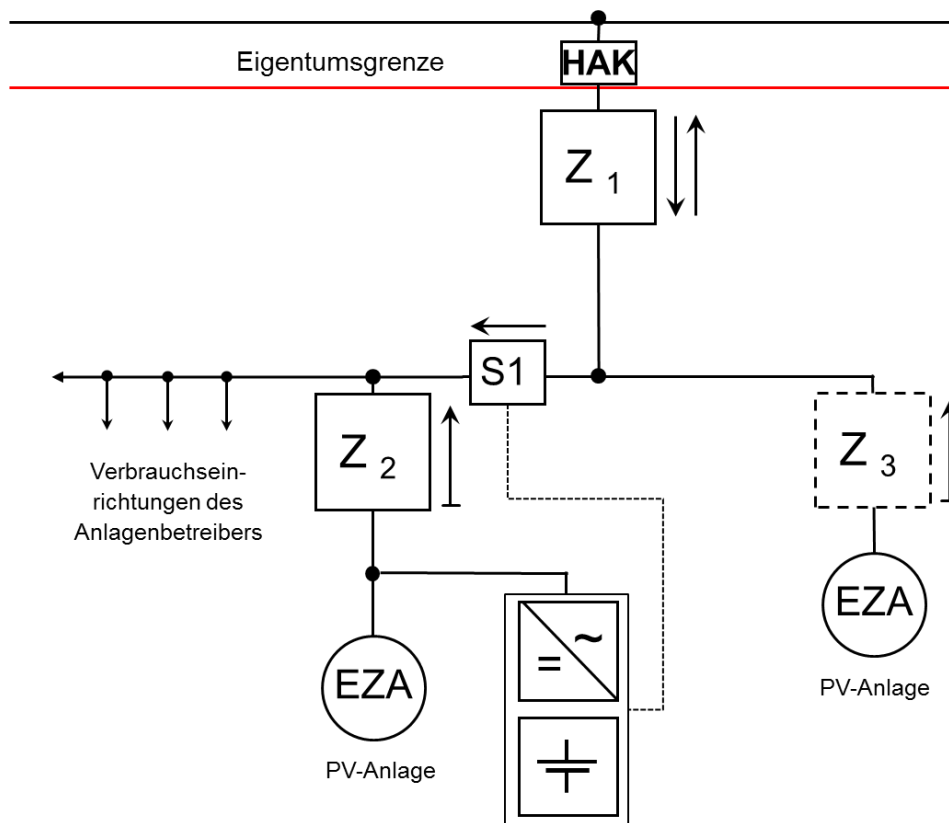 Eigentumsgrenze
HAK
Z 1
S1
Z 2
Z 3
Verbrauchsein-
richtungen des
Anlagenbetreibers
EZA
PV-Anlage
EZA
PV-Anlage